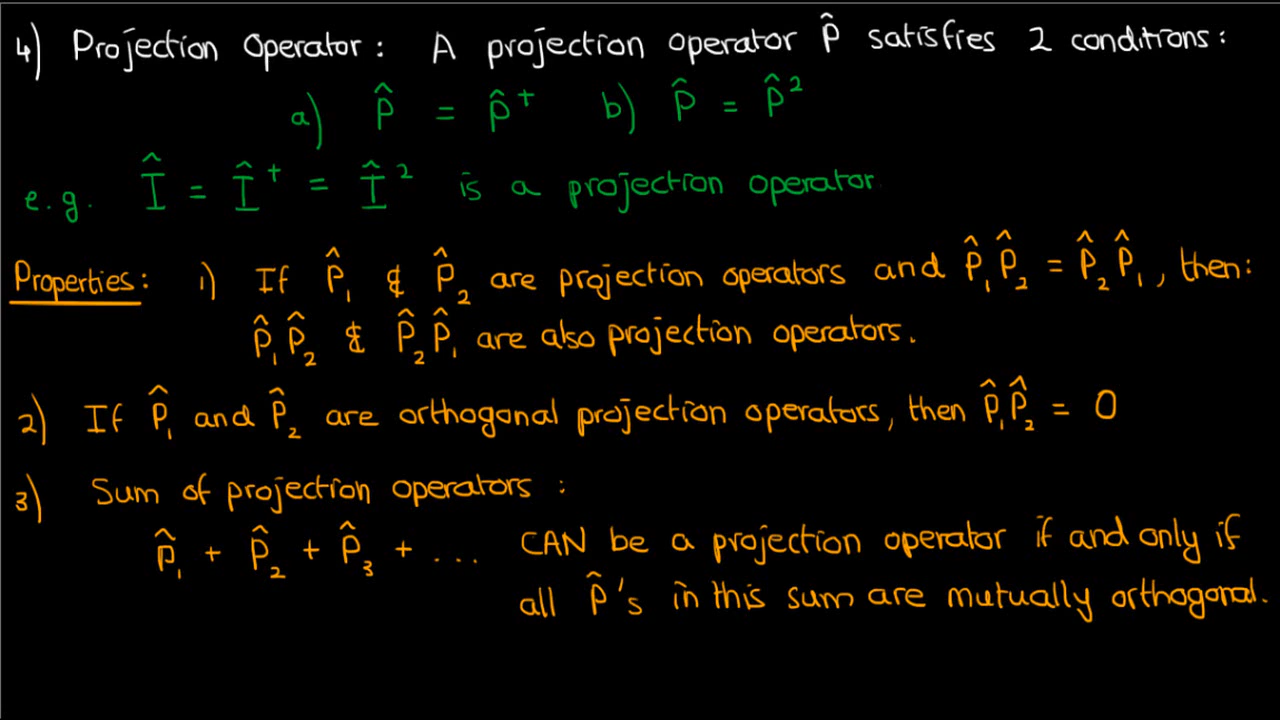 4) Projection Operator: A projection operator P̂ satisfies 2 conditions:
a) P̂ = P̂⁺ b) P̂ = P̂²
e.g. Î = Î⁺ = Î² is a projection operator.
Properties: 1) If P̂₁ & P̂₂ are projection operators and P̂₁P̂₂ = P̂₂P̂₁, then:
P̂₁P̂₂ & P̂₂P̂₁ are also projection operators.
2) If P̂₁ and P̂₂ are orthogonal projection operators, then P̂₁P̂₂ = 0
3) Sum of projection operators:
P̂₁ + P̂₂ + P̂₃ + ... CAN be a projection operator if and only if
all P̂'s in this sum are mutually orthogonal.